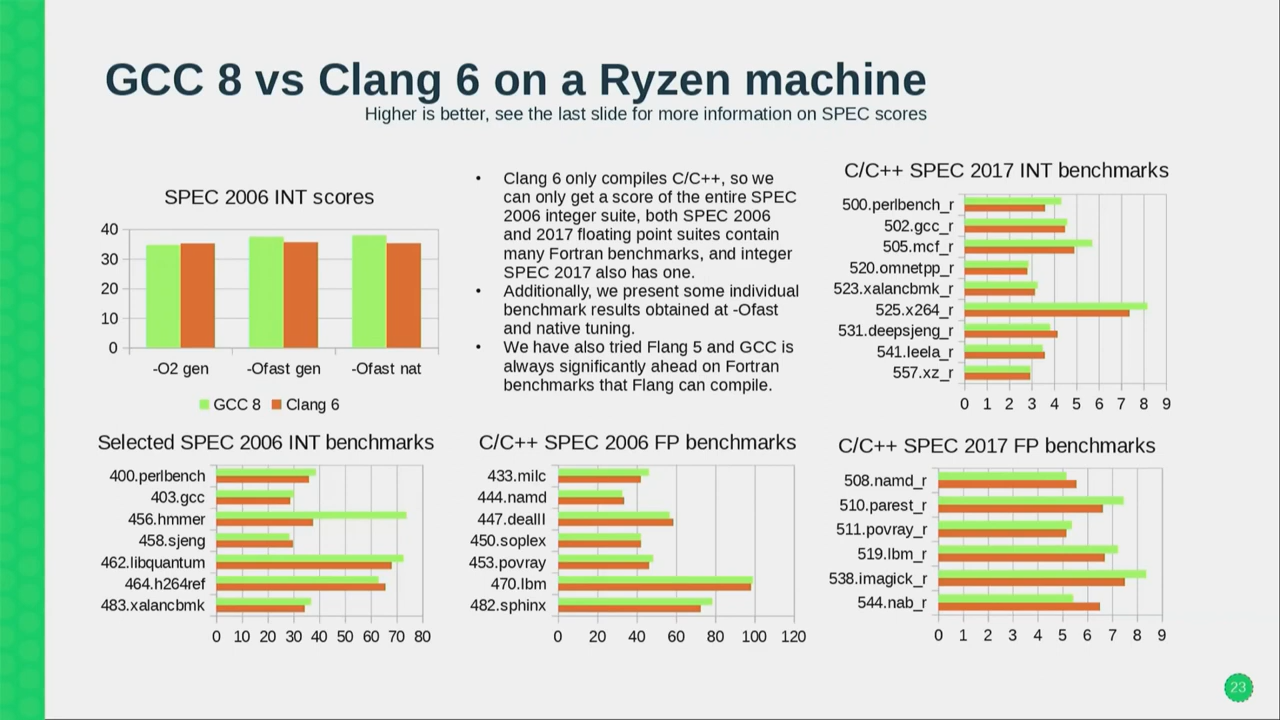 GCC 8 vs Clang 6 on a Ryzen machine
Higher is better, see the last slide for more information on SPEC scores
SPEC 2006 INT scores
40
30
20
10
0
-O2 gen
-Ofast gen
-Ofast nat
GCC 8
Clang 6
• Clang 6 only compiles C/C++, so we
can only get a score of the entire SPEC
2006 integer suite, both SPEC 2006
and 2017 floating point suites contain
many Fortran benchmarks, and integer
SPEC 2017 also has one.
• Additionally, we present some individual
benchmark results obtained at -Ofast
and native tuning.
• We have also tried Flang 5 and GCC is
always significantly ahead on Fortran
benchmarks that Flang can compile.
C/C++ SPEC 2017 INT benchmarks
500.perlbench_r
502.gcc_r
505.mcf_r
520.omnetpp_r
523.xalancbmk_r
525.x264_r
531.deepsjeng_r
541.leela_r
557.xz_r
0 1 2 3 4 5 6 7 8 9
Selected SPEC 2006 INT benchmarks
400.perlbench
403.gcc
456.hmmer
458.sjeng
462.libquantum
464.h264ref
483.xalancbmk
0 10 20 30 40 50 60 70 80
C/C++ SPEC 2006 FP benchmarks
433.milc
444.namd
447.dealII
450.soplex
453.povray
470.lbm
482.sphinx
0 20 40 60 80 100 120
C/C++ SPEC 2017 FP benchmarks
508.namd_r
510.parest_r
511.povray_r
519.lbm_r
538.imagick_r
544.nab_r
0 1 2 3 4 5 6 7 8 9
23